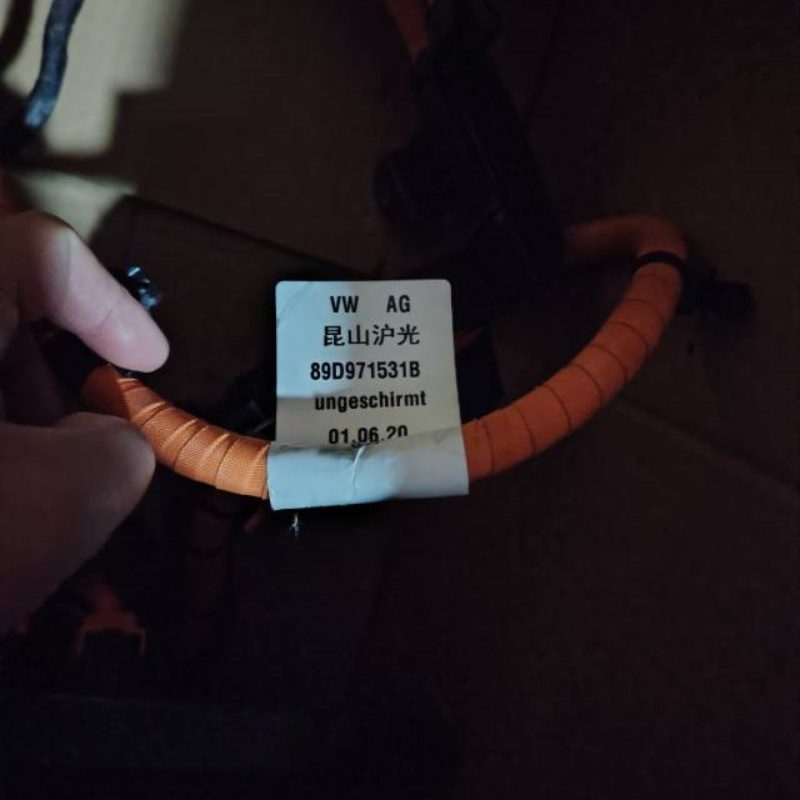 VW AG
昆山沪光
89D971531B
ungeschirmt
01.06.20